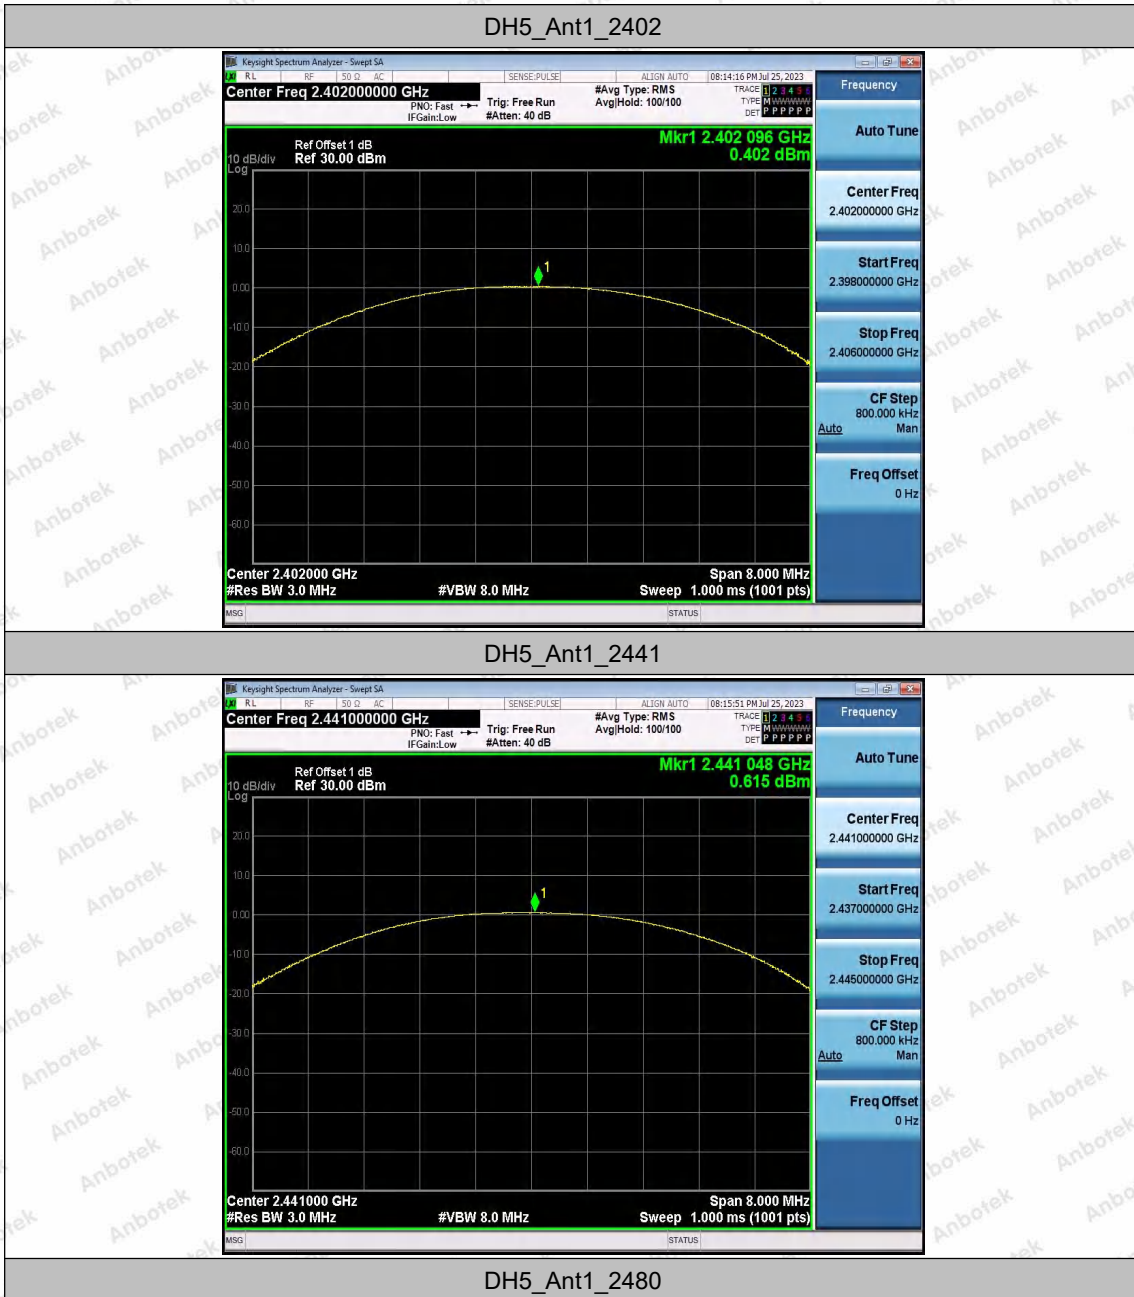 DH5_Ant1_2402
Keysight Spectrum Analyzer - Swept SA
RL RF 50 Ω AC SENSE:PULSE ALIGN AUTO 08:14:16 PM Jul 25, 2023
Center Freq 2.402000000 GHz
PNO: Fast
IFGain:Low
Trig: Free Run
#Atten: 40 dB
#Avg Type: RMS
Avg|Hold: 100/100
TRACE 1 2 3 4 5 6
TYPE M W W W W W
DET P P P P P P
Ref Offset 1 dB
Ref 30.00 dBm
10 dB/div
Log
Mkr1 2.402 096 GHz
0.402 dBm
20.0
10.0
0.00
-10.0
-20.0
-30.0
-40.0
-50.0
-60.0
1
Center 2.402000 GHz
Span 8.000 MHz
#Res BW 3.0 MHz
#VBW 8.0 MHz
Sweep 1.000 ms (1001 pts)
MSG
STATUS
Frequency
Auto Tune
Center Freq
2.402000000 GHz
Start Freq
2.398000000 GHz
Stop Freq
2.406000000 GHz
CF Step
800.000 kHz
Auto Man
Freq Offset
0 Hz
DH5_Ant1_2441
Keysight Spectrum Analyzer - Swept SA
RL RF 50 Ω AC SENSE:PULSE ALIGN AUTO 08:15:51 PM Jul 25, 2023
Center Freq 2.441000000 GHz
PNO: Fast
IFGain:Low
Trig: Free Run
#Atten: 40 dB
#Avg Type: RMS
Avg|Hold: 100/100
TRACE 1 2 3 4 5 6
TYPE M W W W W W
DET P P P P P P
Ref Offset 1 dB
Ref 30.00 dBm
10 dB/div
Log
Mkr1 2.441 048 GHz
0.615 dBm
20.0
10.0
0.00
-10.0
-20.0
-30.0
-40.0
-50.0
-60.0
1
Center 2.441000 GHz
Span 8.000 MHz
#Res BW 3.0 MHz
#VBW 8.0 MHz
Sweep 1.000 ms (1001 pts)
MSG
STATUS
Frequency
Auto Tune
Center Freq
2.441000000 GHz
Start Freq
2.437000000 GHz
Stop Freq
2.445000000 GHz
CF Step
800.000 kHz
Auto Man
Freq Offset
0 Hz
DH5_Ant1_2480
Anbotek